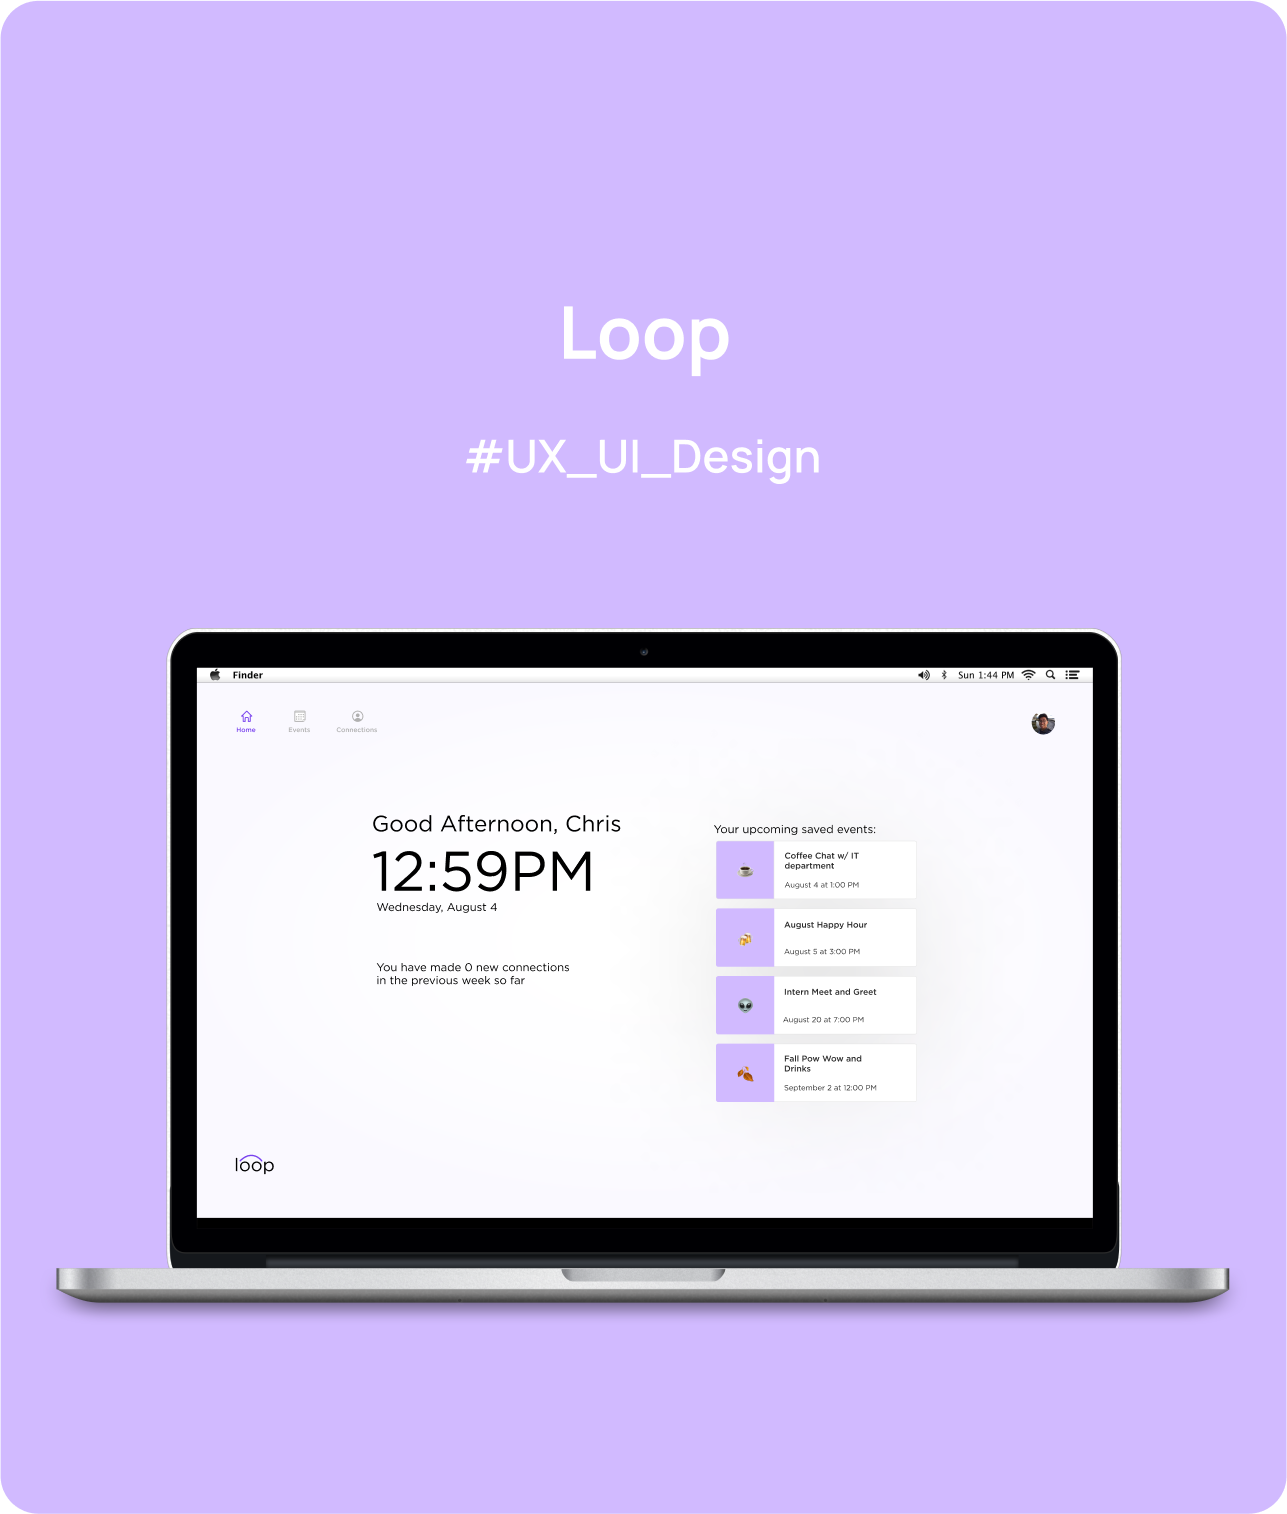 Loop
#UX_UI_Design
Finder
Sun 1:44 PM
Home
Events
Connections
Good Afternoon, Chris
12:59PM
Wednesday, August 4
You have made 0 new connections
in the previous week so far
Your upcoming saved events:
Coffee Chat w/ IT
department
August 4 at 1:00 PM
August Happy Hour
August 5 at 3:00 PM
Intern Meet and Greet
August 20 at 7:00 PM
Fall Pow Wow and
Drinks
September 2 at 12:00 PM
loop